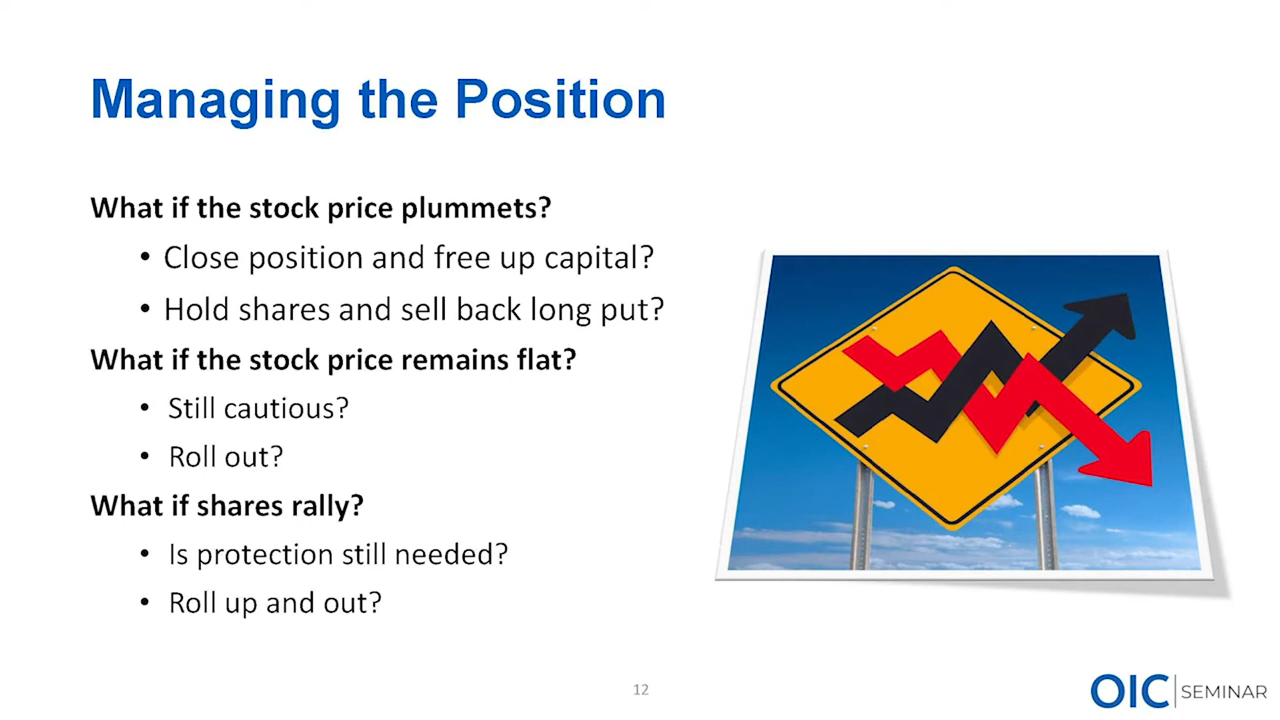 Managing the Position
What if the stock price plummets?
• Close position and free up capital?
• Hold shares and sell back long put?
What if the stock price remains flat?
• Still cautious?
• Roll out?
What if shares rally?
• Is protection still needed?
• Roll up and out?
12
OIC SEMINAR